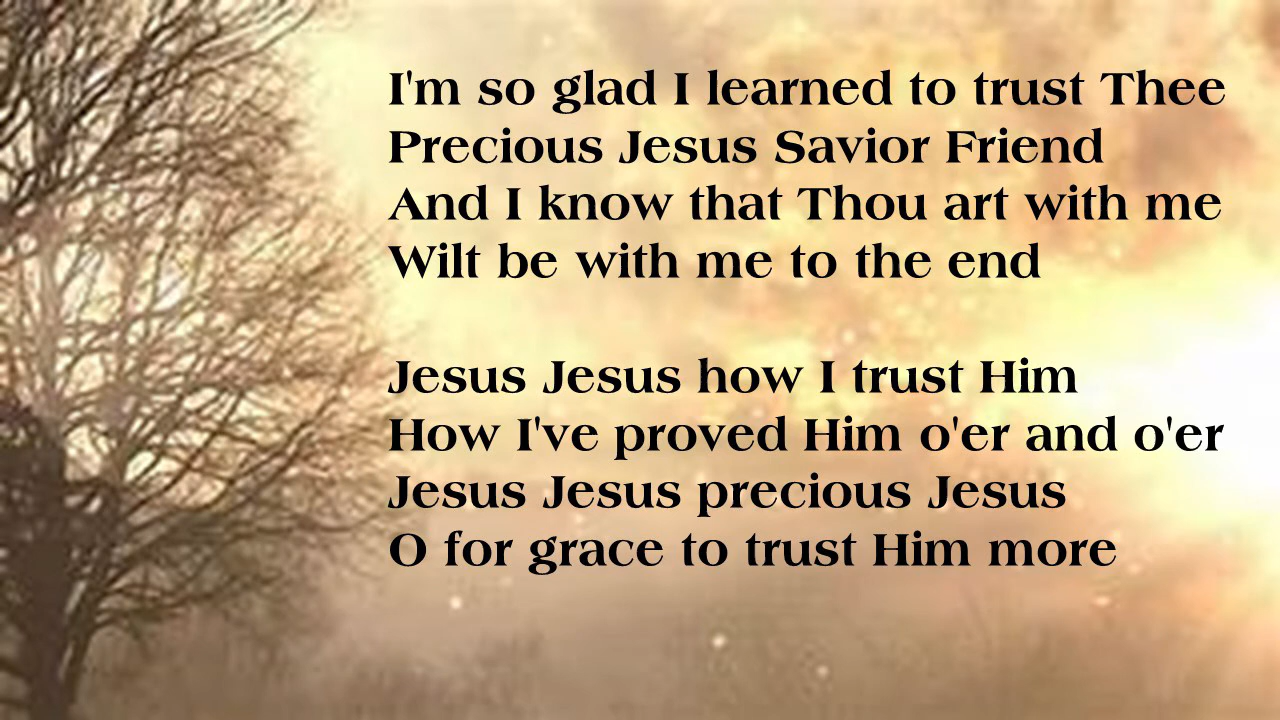 I'm so glad I learned to trust Thee
Precious Jesus Savior Friend
And I know that Thou art with me
Wilt be with me to the end
Jesus Jesus how I trust Him
How I've proved Him o'er and o'er
Jesus Jesus precious Jesus
O for grace to trust Him more